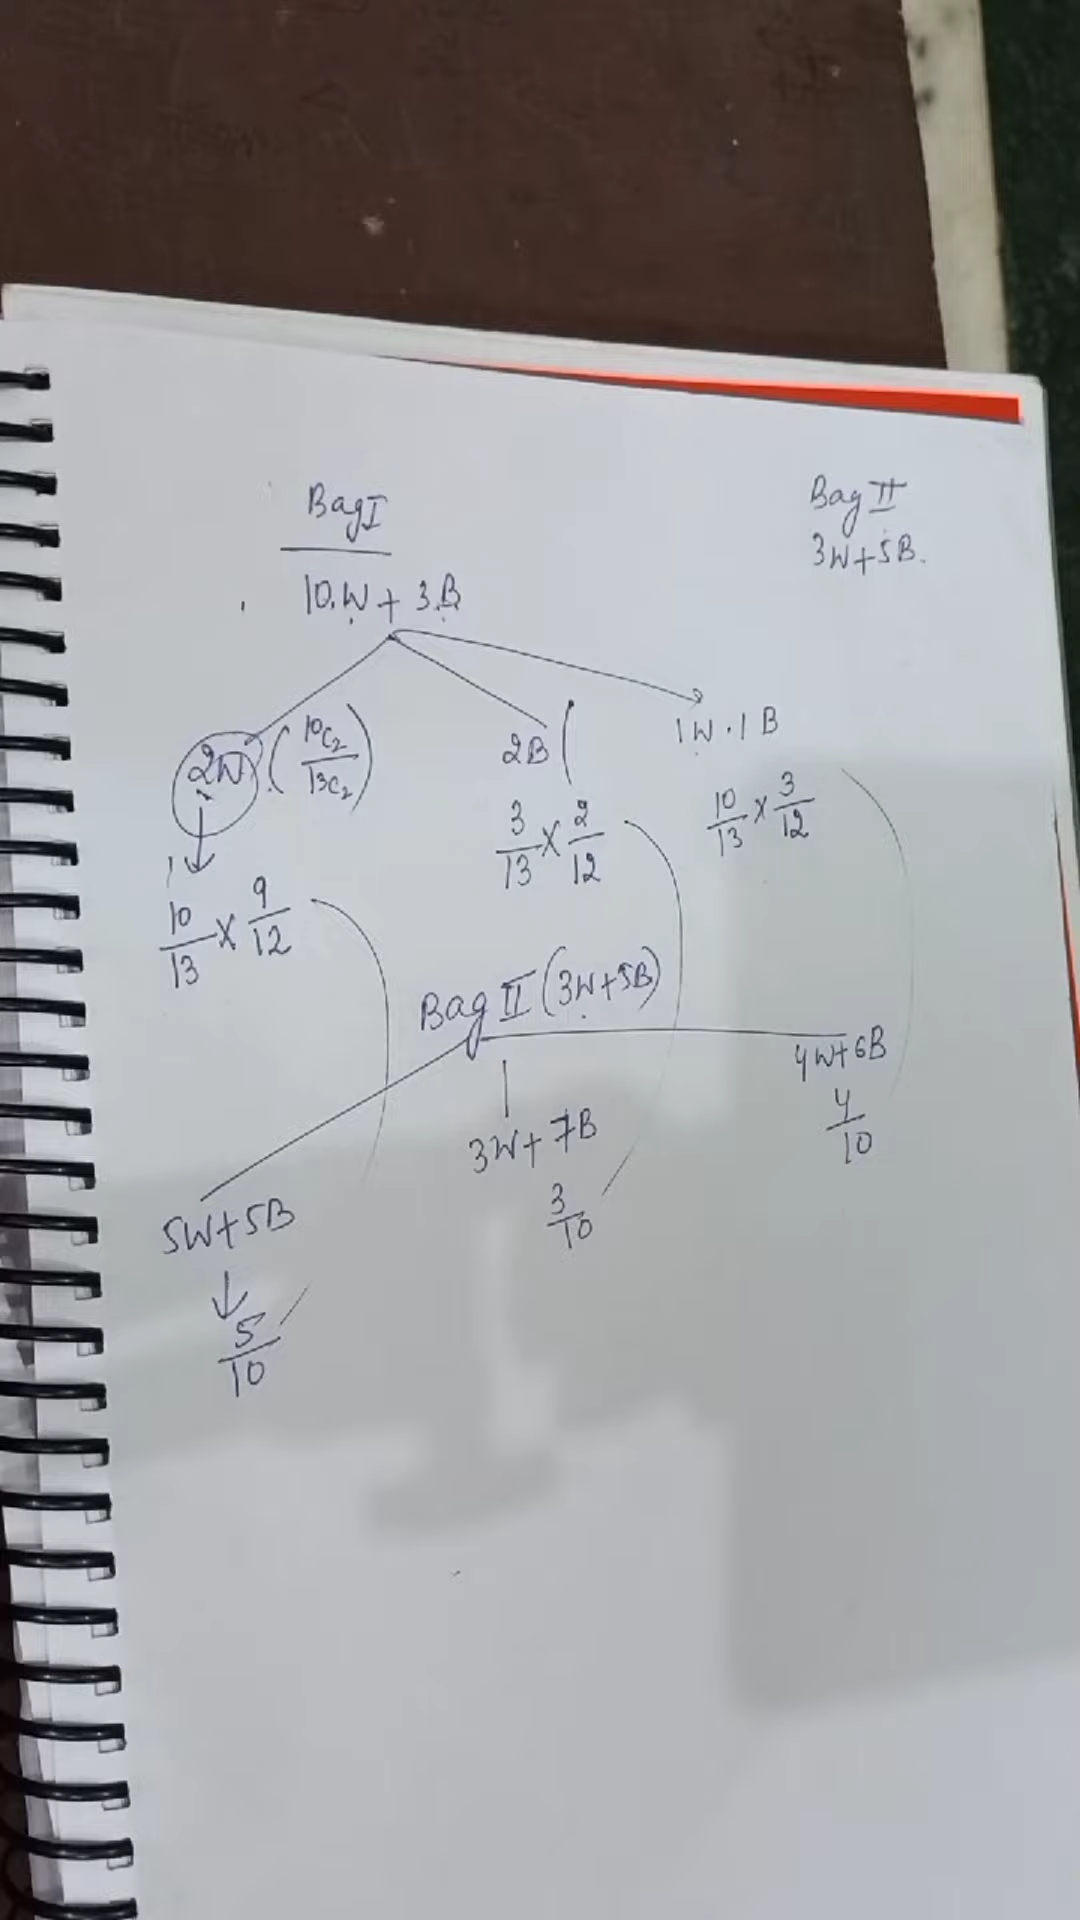 Bag I
Bag II
3W+5B.
10.W + 3.B
2W (10C2/13C2)
2B (
1W.1B
10/13 × 9/12
3/13 × 2/12
10/13 × 3/12
Bag II (3W+5B)
5W+5B
3W+7B
4W+6B
5/10
3/10
4/10